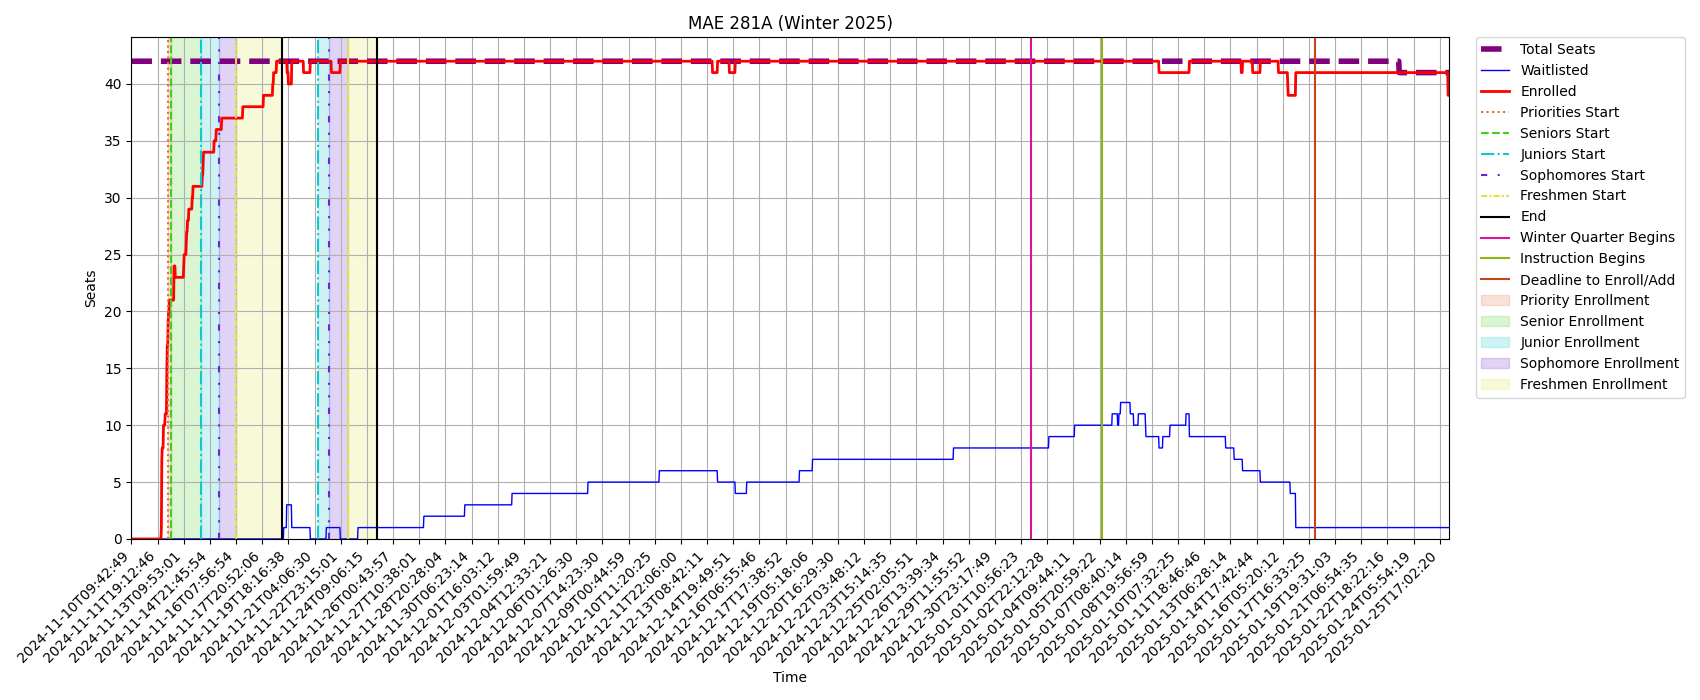 MAE 281A (Winter 2025)
Seats
40
35
30
25
20
15
10
5
0
2024-11-10T09:42:49
2024-11-11T19:12:46
2024-11-13T09:53:01
2024-11-14T21:45:54
2024-11-16T07:56:54
2024-11-17T20:52:06
2024-11-19T18:16:38
2024-11-21T04:06:30
2024-11-22T23:15:01
2024-11-24T09:06:15
2024-11-26T00:43:57
2024-11-27T10:38:01
2024-11-28T20:28:04
2024-11-30T06:23:14
2024-12-01T16:03:12
2024-12-03T01:59:49
2024-12-04T12:33:21
2024-12-06T01:26:30
2024-12-07T14:23:30
2024-12-09T00:44:59
2024-12-10T11:20:25
2024-12-11T22:06:00
2024-12-13T08:42:11
2024-12-14T19:49:51
2024-12-16T06:55:46
2024-12-17T17:38:52
2024-12-19T05:18:06
2024-12-20T16:29:30
2024-12-22T03:48:12
2024-12-23T15:14:35
2024-12-25T02:05:51
2024-12-26T13:39:34
2024-12-29T11:55:52
2024-12-30T23:17:49
2025-01-01T10:56:23
2025-01-02T22:12:28
2025-01-04T09:44:11
2025-01-05T20:59:22
2025-01-07T08:40:14
2025-01-08T19:56:59
2025-01-10T07:32:25
2025-01-11T18:46:46
2025-01-13T06:28:14
2025-01-14T17:42:44
2025-01-16T05:20:12
2025-01-17T16:33:25
2025-01-19T19:31:03
2025-01-21T06:54:35
2025-01-22T18:22:16
2025-01-24T05:54:19
2025-01-25T17:02:20
Time
Total Seats
Waitlisted
Enrolled
Priorities Start
Seniors Start
Juniors Start
Sophomores Start
Freshmen Start
End
Winter Quarter Begins
Instruction Begins
Deadline to Enroll/Add
Priority Enrollment
Senior Enrollment
Junior Enrollment
Sophomore Enrollment
Freshmen Enrollment